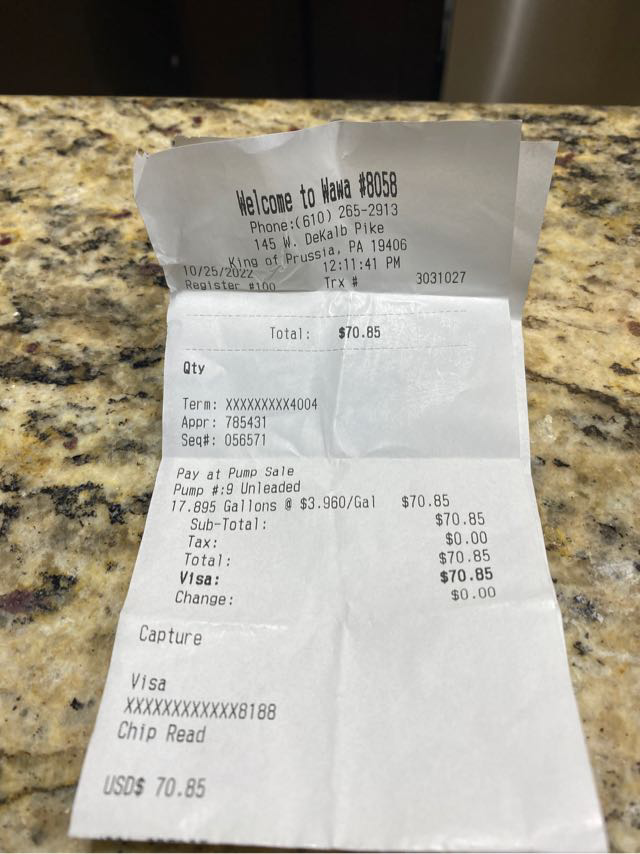 Welcome to Wawa #8058
Phone:(610) 265-2913
145 W. DeKalb Pike
King of Prussia, PA 19406
10/25/2022 12:11:41 PM
Register #100 Trx # 3031027
Total: $70.85
Qty
Term: XXXXXXXXX4004
Appr: 785431
Seq#: 056571
Pay at Pump Sale
Pump #:9 Unleaded
17.895 Gallons @ $3.960/Gal $70.85
Sub-Total: $70.85
Tax: $0.00
Total: $70.85
Visa: $70.85
Change: $0.00
Capture
Visa
XXXXXXXXXXXX8188
Chip Read
USD$ 70.85